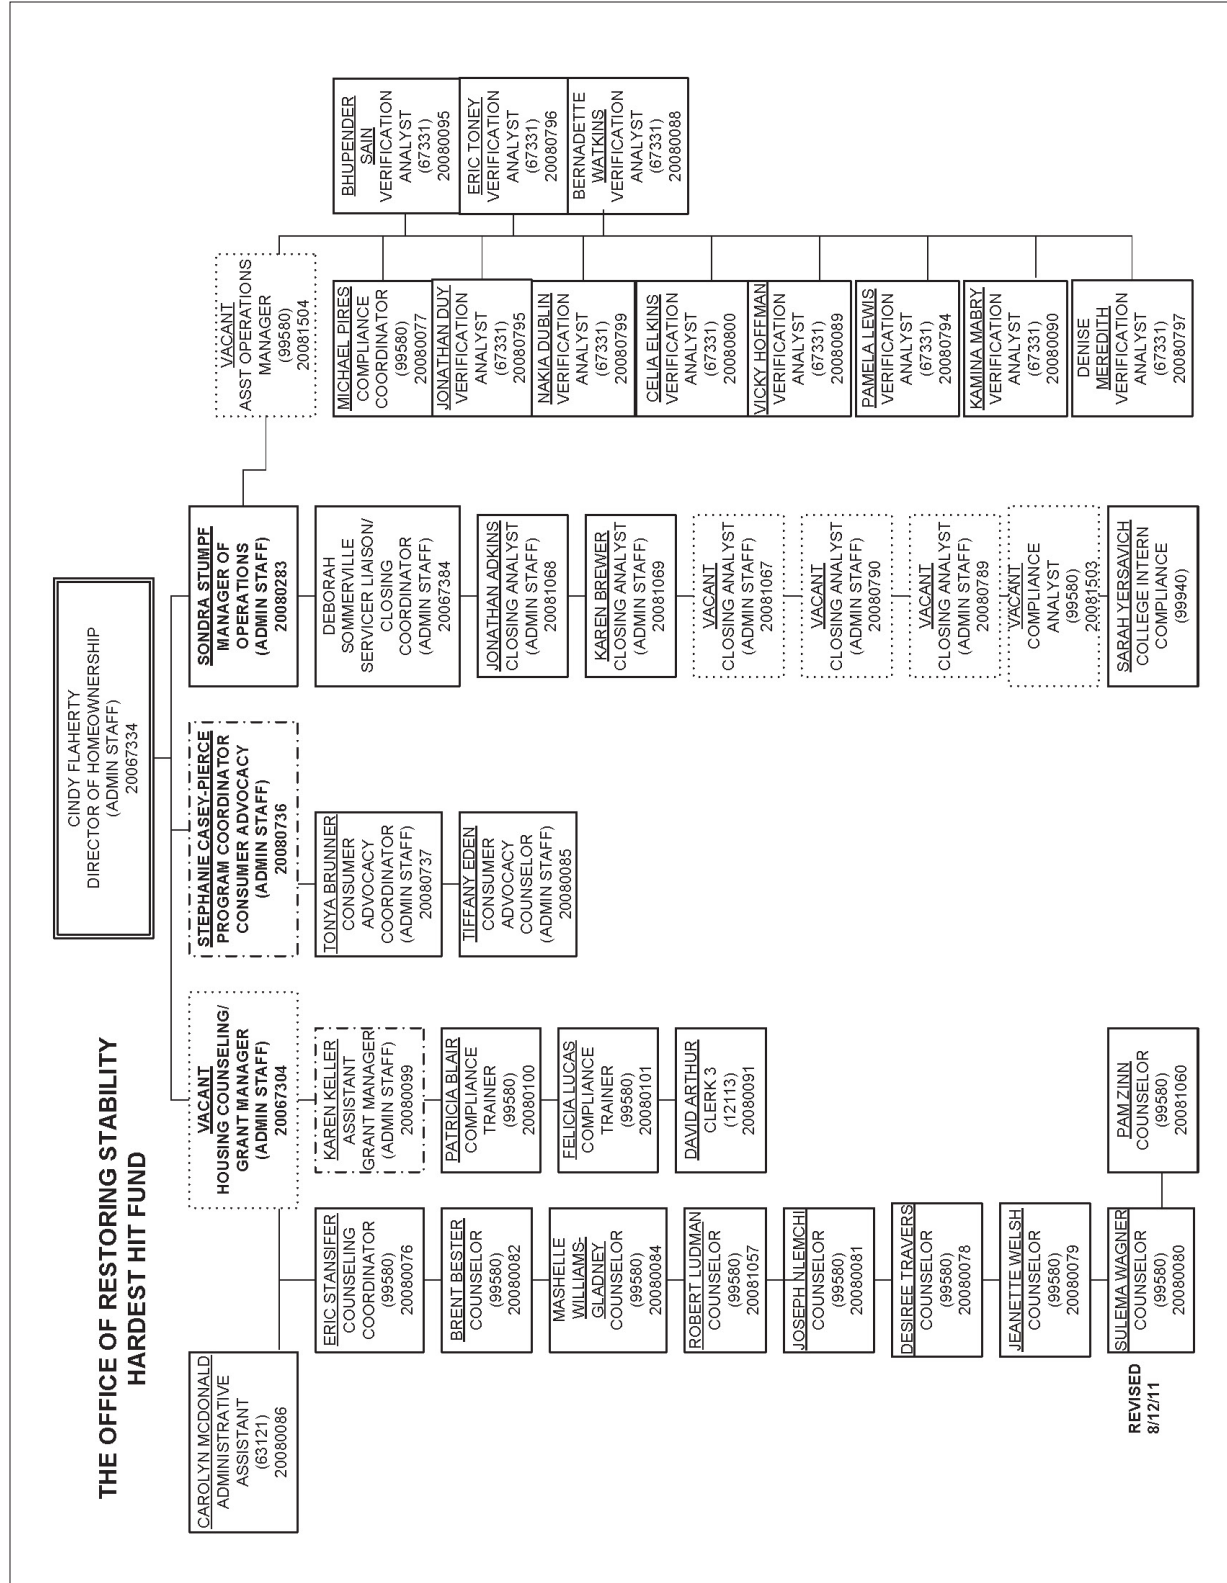 THE OFFICE OF RESTORING STABILITY
HARDEST HIT FUND
CINDY FLAHERTY
DIRECTOR OF HOMEOWNERSHIP
(ADMIN STAFF)
20067334
CAROLYN MCDONALD
ADMINISTRATIVE
ASSISTANT
(63121)
20080086
VACANT
HOUSING COUNSELING/
GRANT MANAGER
(ADMIN STAFF)
20067304
STEPHANIE CASEY-PIERCE
PROGRAM COORDINATOR
CONSUMER ADVOCACY
(ADMIN STAFF)
20080736
SONDRA STUMPF
MANAGER OF
OPERATIONS
(ADMIN STAFF)
20080283
VACANT
ASST OPERATIONS
MANAGER
(99580)
20081504
ERIC STANSIFER
COUNSELING
COORDINATOR
(99580)
20080076
BRENT BESTER
COUNSELOR
(99580)
20080082
MASHELLE
WILLIAMS-
GLADNEY
COUNSELOR
(99580)
20080084
ROBERT LUDMAN
COUNSELOR
(99580)
20081057
JOSEPH NLEMCHI
COUNSELOR
(99580)
20080081
DESIREE TRAVERS
COUNSELOR
(99580)
20080078
JEANETTE WELSH
COUNSELOR
(99580)
20080079
SULEMA WAGNER
COUNSELOR
(99580)
20080080
PAM ZINN
COUNSELOR
(99580)
20081060
KAREN KELLER
ASSISTANT
GRANT MANAGER
(ADMIN STAFF)
20080099
PATRICIA BLAIR
COMPLIANCE
TRAINER
(99580)
20080100
FELICIA LUCAS
COMPLIANCE
TRAINER
(99580)
20080101
DAVID ARTHUR
CLERK 3
(12113)
20080091
TONYA BRUNNER
CONSUMER
ADVOCACY
COORDINATOR
(ADMIN STAFF)
20080737
TIFFANY EDEN
CONSUMER
ADVOCACY
COUNSELOR
(ADMIN STAFF)
20080085
DEBORAH
SOMMERVILLE
SERVICER LIAISON/
CLOSING
COORDINATOR
(ADMIN STAFF)
20067384
JONATHAN ADKINS
CLOSING ANALYST
(ADMIN STAFF)
20081068
KAREN BREWER
CLOSING ANALYST
(ADMIN STAFF)
20081069
VACANT
CLOSING ANALYST
(ADMIN STAFF)
20081067
VACANT
CLOSING ANALYST
(ADMIN STAFF)
20080790
VACANT
CLOSING ANALYST
(ADMIN STAFF)
20080789
VACANT
COMPLIANCE
ANALYST
(99580)
20081503
SARAH YERSAVICH
COLLEGE INTERN
COMPLIANCE
(99940)
MICHAEL PIRES
COMPLIANCE
COORDINATOR
(99580)
20080077
JONATHAN DUY
VERIFICATION
ANALYST
(67331)
20080795
NAKIA DUBLIN
VERIFICATION
ANALYST
(67331)
20080799
CELIA ELKINS
VERIFICATION
ANALYST
(67331)
20080800
VICKY HOFFMAN
VERIFICATION
ANALYST
(67331)
20080089
PAMELA LEWIS
VERIFICATION
ANALYST
(67331)
20080794
KAMINA MABRY
VERIFICATION
ANALYST
(67331)
20080090
DENISE
MEREDITH
VERIFICATION
ANALYST
(67331)
20080797
BHUPENDER
SAIN
VERIFICATION
ANALYST
(67331)
20080095
ERIC TONEY
VERIFICATION
ANALYST
(67331)
20080796
BERNADETTE
WATKINS
VERIFICATION
ANALYST
(67331)
20080088
REVISED
8/12/11